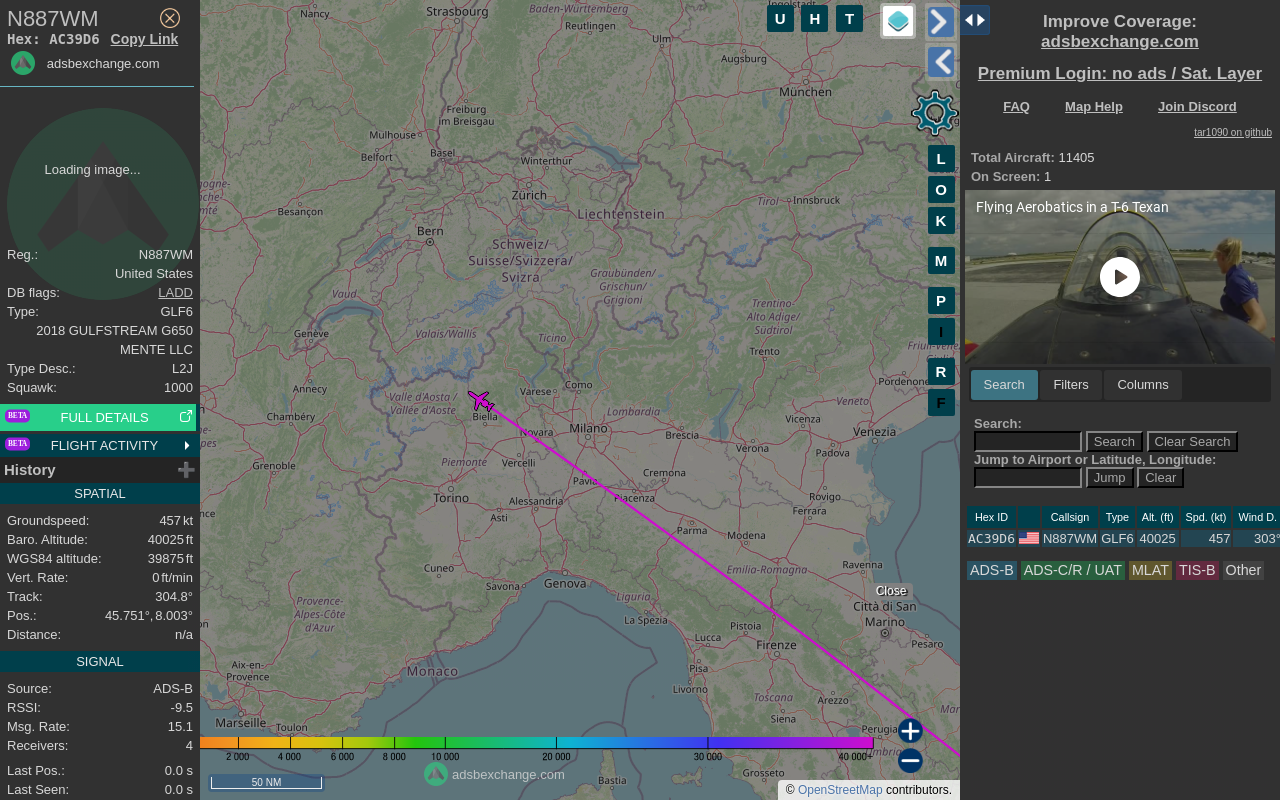 N887WM
Hex: AC39D6 Copy Link
adsbexchange.com
Loading image...
Reg.: N887WM
United States
DB flags: LADD
Type: GLF6
2018 GULFSTREAM G650
MENTE LLC
Type Desc.: L2J
Squawk: 1000
BETA FULL DETAILS
BETA FLIGHT ACTIVITY
History
SPATIAL
Groundspeed: 457 kt
Baro. Altitude: 40025 ft
WGS84 altitude: 39875 ft
Vert. Rate: 0 ft/min
Track: 304.8°
Pos.: 45.751°, 8.003°
Distance: n/a
SIGNAL
Source: ADS-B
RSSI: -9.5
Msg. Rate: 15.1
Receivers: 4
Last Pos.: 0.0 s
Last Seen: 0.0 s
Nancy
Strasbourg
Baden-Württemberg
Reutlingen
Ingolstadt
Ulm
Augsburg
München
Freiburg
im Breisgau
Mulhouse
Belfort
Basel
Winterthur
Zürich
Liechtenstein
Tirol
Innsbruck
Besançon
Bern
Schweiz/
Suisse/Svizzera/
Svizra
Graubünden/
Grischun/
Grigioni
Vaud
Genève
Valais/Wallis
Ticino
Trentino-
Alto Adige/
Südtirol
Trento
Annecy
Valle d'Aosta /
Vallée d'Aoste
Como
Varese
Biella
Lombardia
Pordenone
Veneto
Chambéry
Novara
Milano
Brescia
Vicenza
Verona
Venezia
Padova
Grenoble
Piemonte
Vercelli
Cremona
Pavia
Piacenza
Torino
Alessandria
Asti
Rovigo
Ferrara
Parma
Modena
Cuneo
Emilia-Romagna
Ravenna
Savona
Genova
Provence-
Alpes-Côte
d'Azur
Liguria
La Spezia
Close
Città di San
Marino
Pistoia
Lucca
Firenze
Pesaro
Aix-en-
Provence
Monaco
Pisa
Livorno
Toscana
Arezzo
Siena
Marseille
Toulon
Perugia
Umbria
Grosseto
Bastia
U H T
L
O
K
M
P
I
R
F
2 000 4 000 6 000 8 000 10 000 20 000 30 000 40 000+
adsbexchange.com
50 NM
© OpenStreetMap contributors.
Improve Coverage:
adsbexchange.com
Premium Login: no ads / Sat. Layer
FAQ Map Help Join Discord
tar1090 on github
Total Aircraft: 11405
On Screen: 1
Flying Aerobatics in a T-6 Texan
Search Filters Columns
Search:
Search Clear Search
Jump to Airport or Latitude, Longitude:
Jump Clear
Hex ID Callsign Type Alt. (ft) Spd. (kt) Wind D.
AC39D6 N887WM GLF6 40025 457 303°
ADS-B ADS-C/R / UAT MLAT TIS-B Other